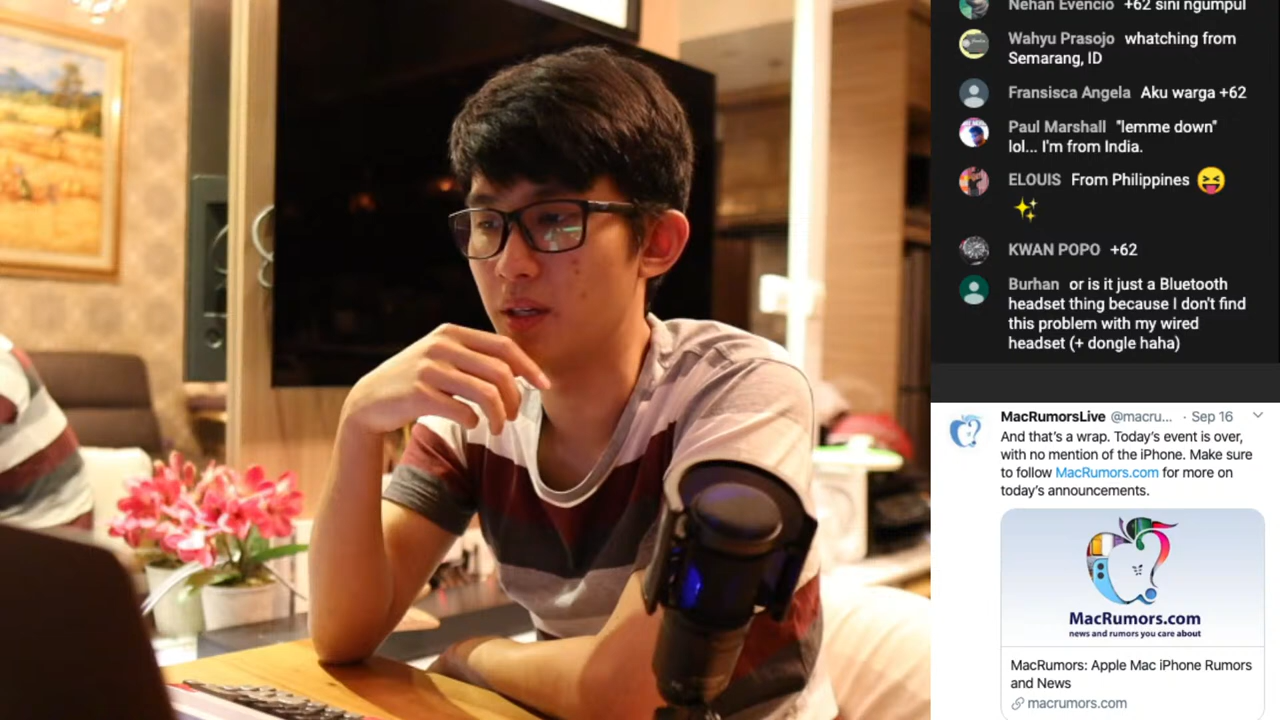 Nehan Evencio +62 sini ngumpul
Wahyu Prasojo whatching from
Semarang, ID
Fransisca Angela Aku warga +62
Paul Marshall "lemme down"
lol... I'm from India.
ELOUIS From Philippines 😝
✨
KWAN POPO +62
Burhan or is it just a Bluetooth
headset thing because I don't find
this problem with my wired
headset (+ dongle haha)
MacRumorsLive @macru... · Sep 16
And that's a wrap. Today's event is over,
with no mention of the iPhone. Make sure
to follow MacRumors.com for more on
today's announcements.
MacRumors.com
news and rumors you care about
MacRumors: Apple Mac iPhone Rumors
and News
macrumors.com